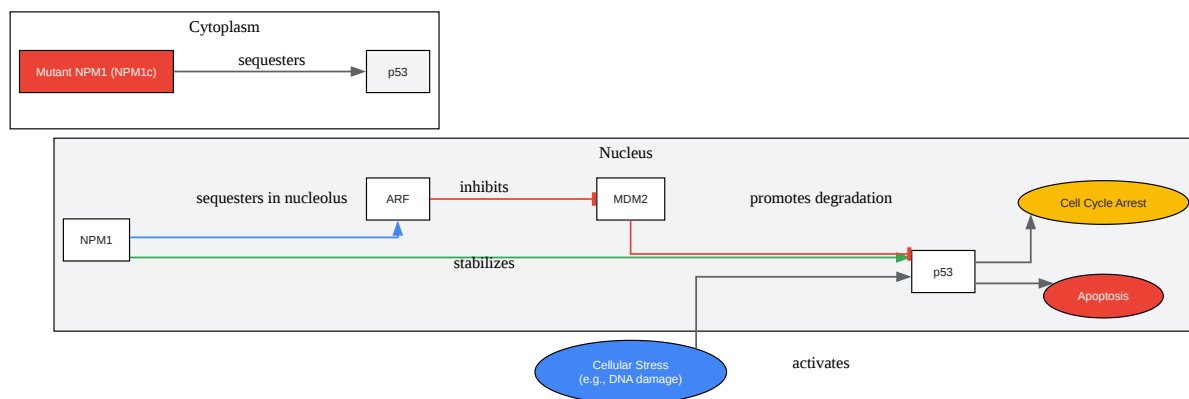 Cytoplasm
Mutant NPM1 (NPM1c)
sequesters
p53
Nucleus
sequesters in nucleolus
ARF
inhibits
MDM2
promotes degradation
Cell Cycle Arrest
NPM1
stabilizes
p53
Apoptosis
Cellular Stress
(e.g., DNA damage)
activates